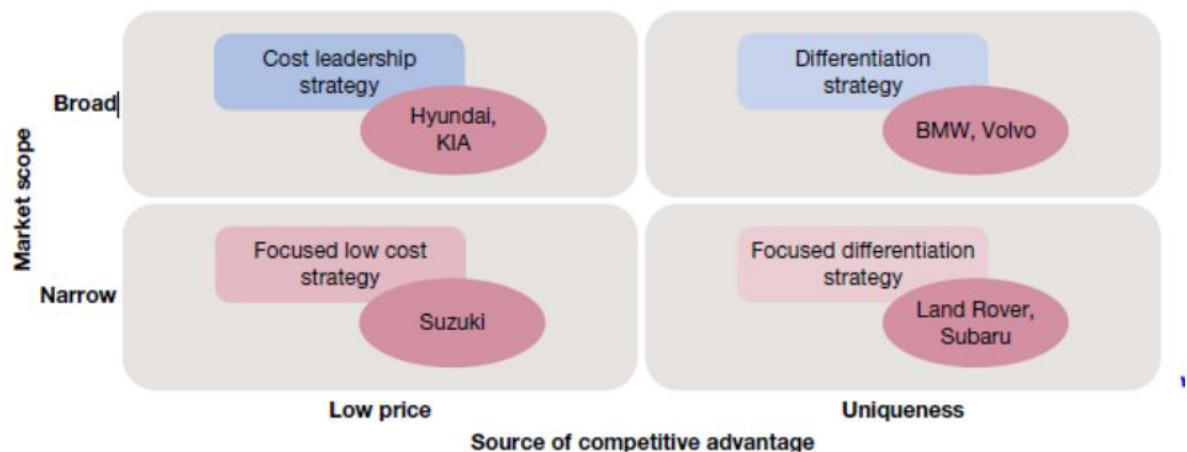 Cost leadership
strategy
Hyundai,
KIA
Differentiation
strategy
BMW, Volvo
Broad
Market scope
Focused low cost
strategy
Suzuki
Focused differentiation
strategy
Land Rover,
Subaru
Narrow
Low price
Uniqueness
Source of competitive advantage